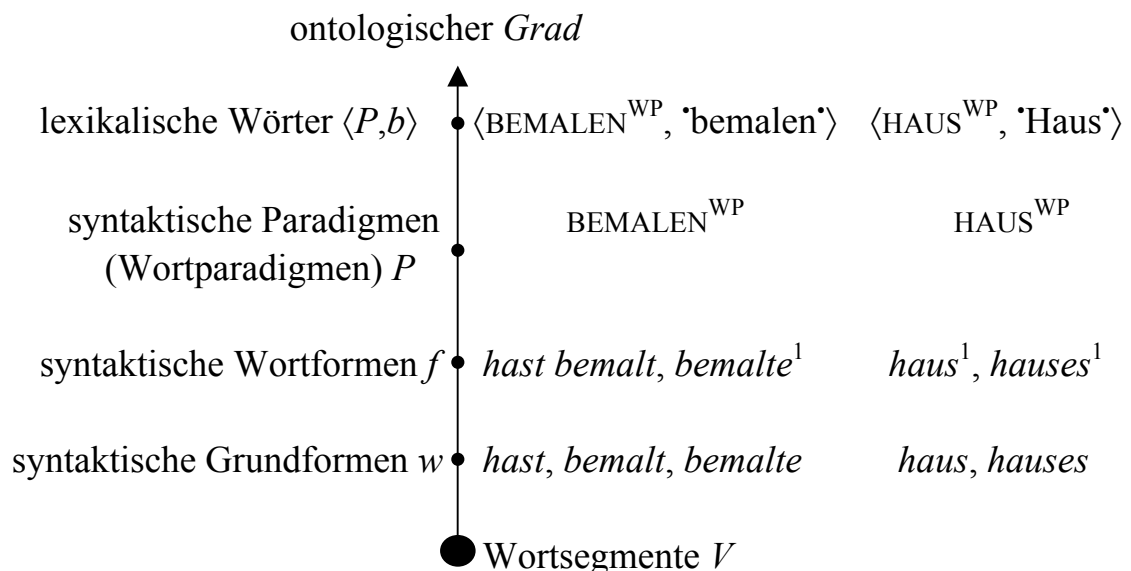 ontologischer Grad
lexikalische Wörter ⟨P,b⟩ ⟨BEMALEN^WP, ˙bemalen˙⟩ ⟨HAUS^WP, ˙Haus˙⟩
syntaktische Paradigmen BEMALEN^WP HAUS^WP
(Wortparadigmen) P
syntaktische Wortformen f hast bemalt, bemalte¹ haus¹, hauses¹
syntaktische Grundformen w hast, bemalt, bemalte haus, hauses
Wortsegmente V